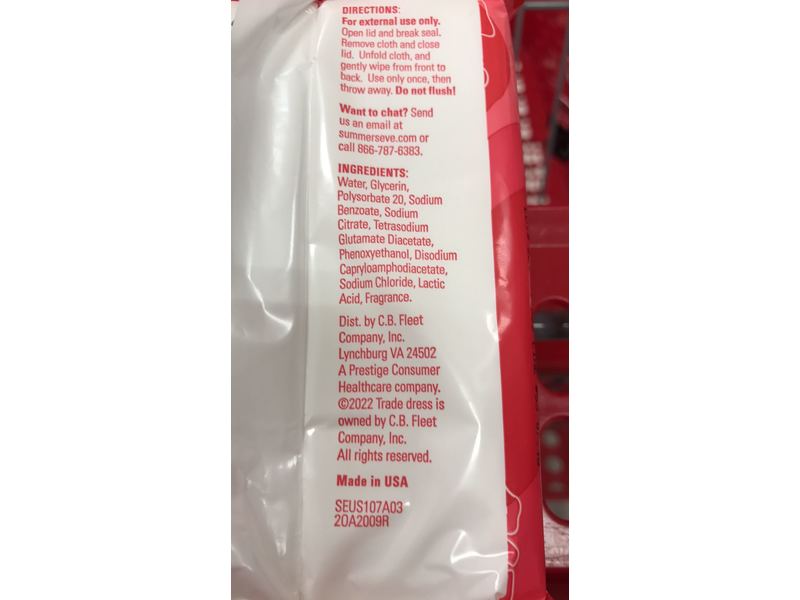 DIRECTIONS:
For external use only.
Open lid and break seal.
Remove cloth and close
lid. Unfold cloth, and
gently wipe from front to
back. Use only once, then
throw away. Do not flush!
Want to chat? Send
us an email at
summerseve.com or
call 866-787-6383.
INGREDIENTS:
Water, Glycerin,
Polysorbate 20, Sodium
Benzoate, Sodium
Citrate, Tetrasodium
Glutamate Diacetate,
Phenoxyethanol, Disodium
Capryloamphodiacetate,
Sodium Chloride, Lactic
Acid, Fragrance.
Dist. by C.B. Fleet
Company, Inc.
Lynchburg VA 24502
A Prestige Consumer
Healthcare company.
©2022 Trade dress is
owned by C.B. Fleet
Company, Inc.
All rights reserved.
Made in USA
SEUS107A03
20A2009R